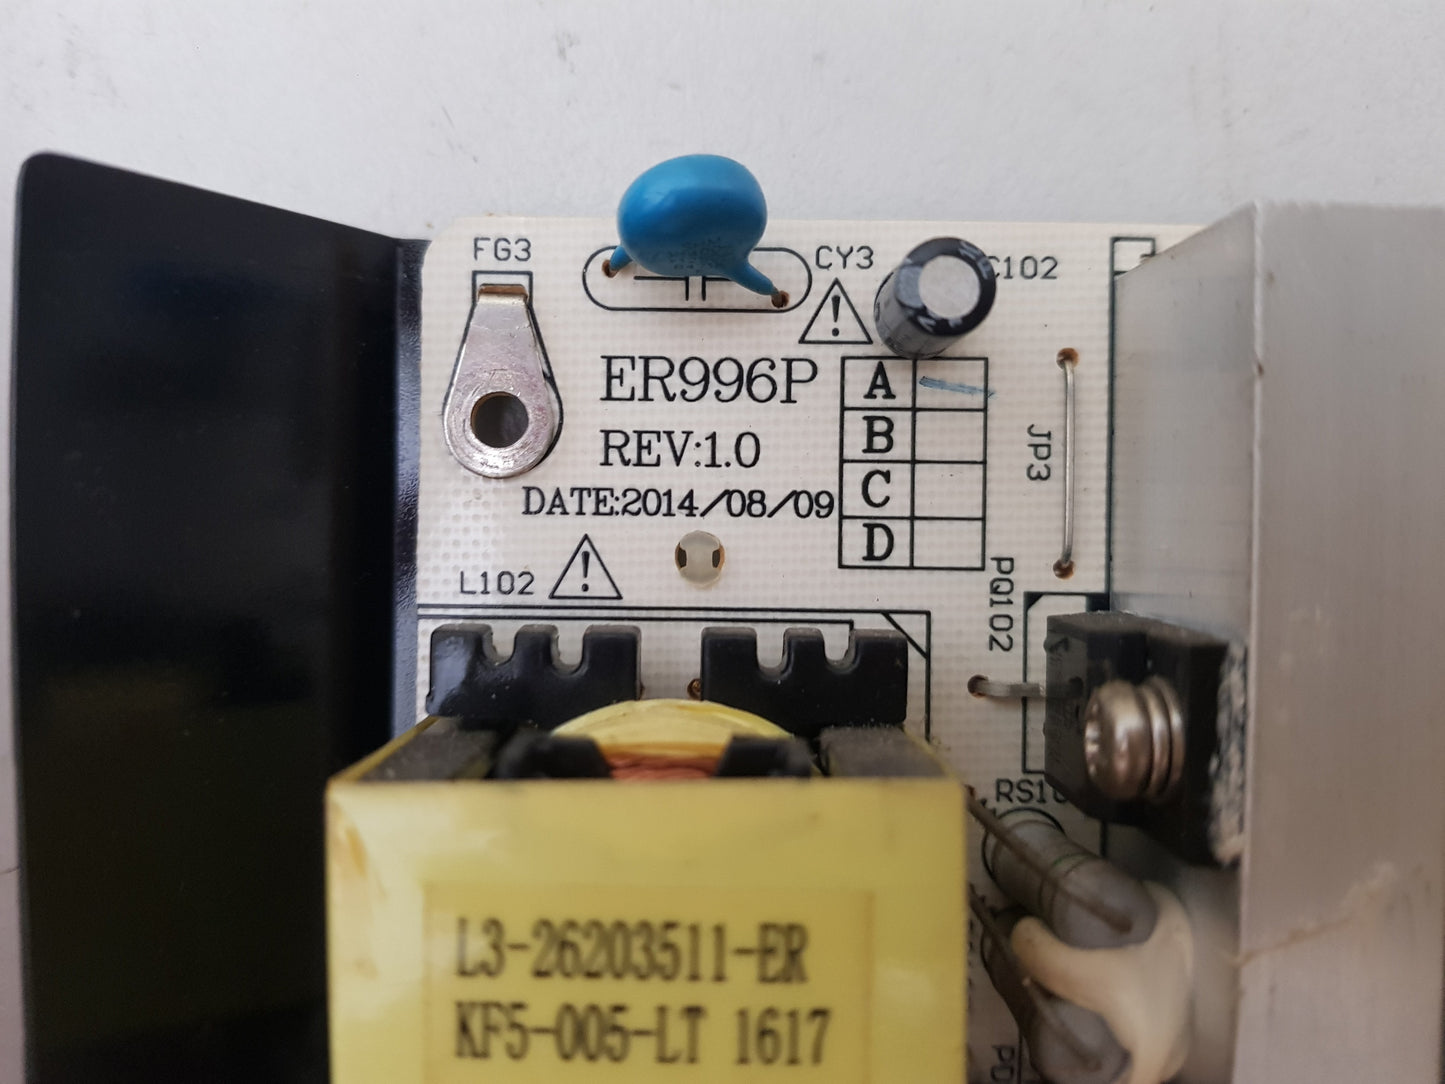 FG3
CY3
C102
ER996P
A
REV:1.0
B
JP3
C
DATE:2014/08/09
D
L102
PQ102
L3-26203511-ER
KF5-005-LT 1617